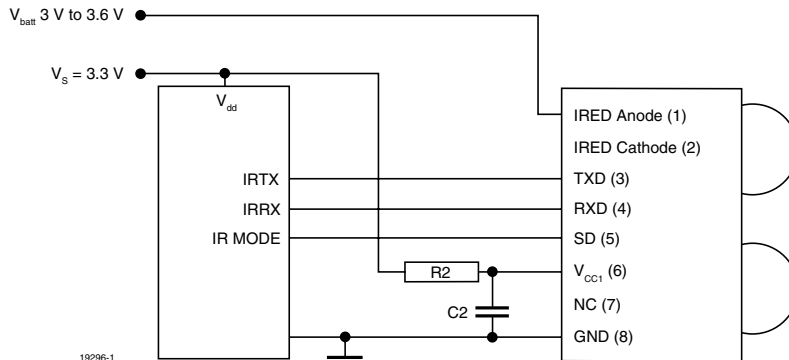 V_batt 3 V to 3.6 V
V_S = 3.3 V
V_dd
IRTX
IRRX
IR MODE
R2
C2
IRED Anode (1)
IRED Cathode (2)
TXD (3)
RXD (4)
SD (5)
V_CC1 (6)
NC (7)
GND (8)
19296-1